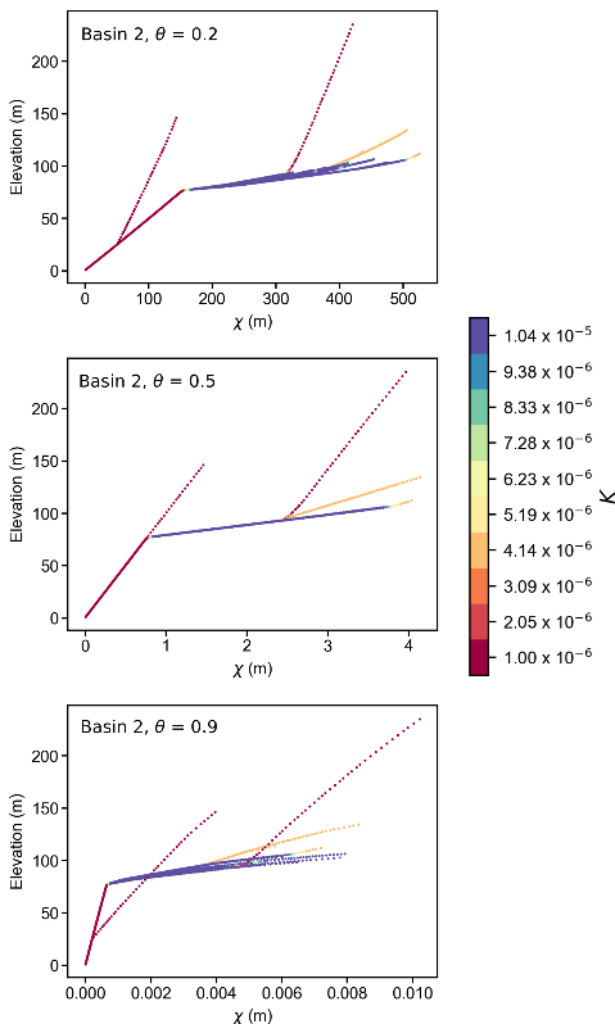 Basin 2, θ = 0.2
200
150
100
50
0
Elevation (m)
0 100 200 300 400 500
χ (m)
Basin 2, θ = 0.5
200
150
100
50
0
Elevation (m)
0 1 2 3 4
χ (m)
Basin 2, θ = 0.9
200
150
100
50
0
Elevation (m)
0.000 0.002 0.004 0.006 0.008 0.010
χ (m)
1.04 x 10⁻⁵
9.38 x 10⁻⁶
8.33 x 10⁻⁶
7.28 x 10⁻⁶
6.23 x 10⁻⁶
5.19 x 10⁻⁶
4.14 x 10⁻⁶
3.09 x 10⁻⁶
2.05 x 10⁻⁶
1.00 x 10⁻⁶
K